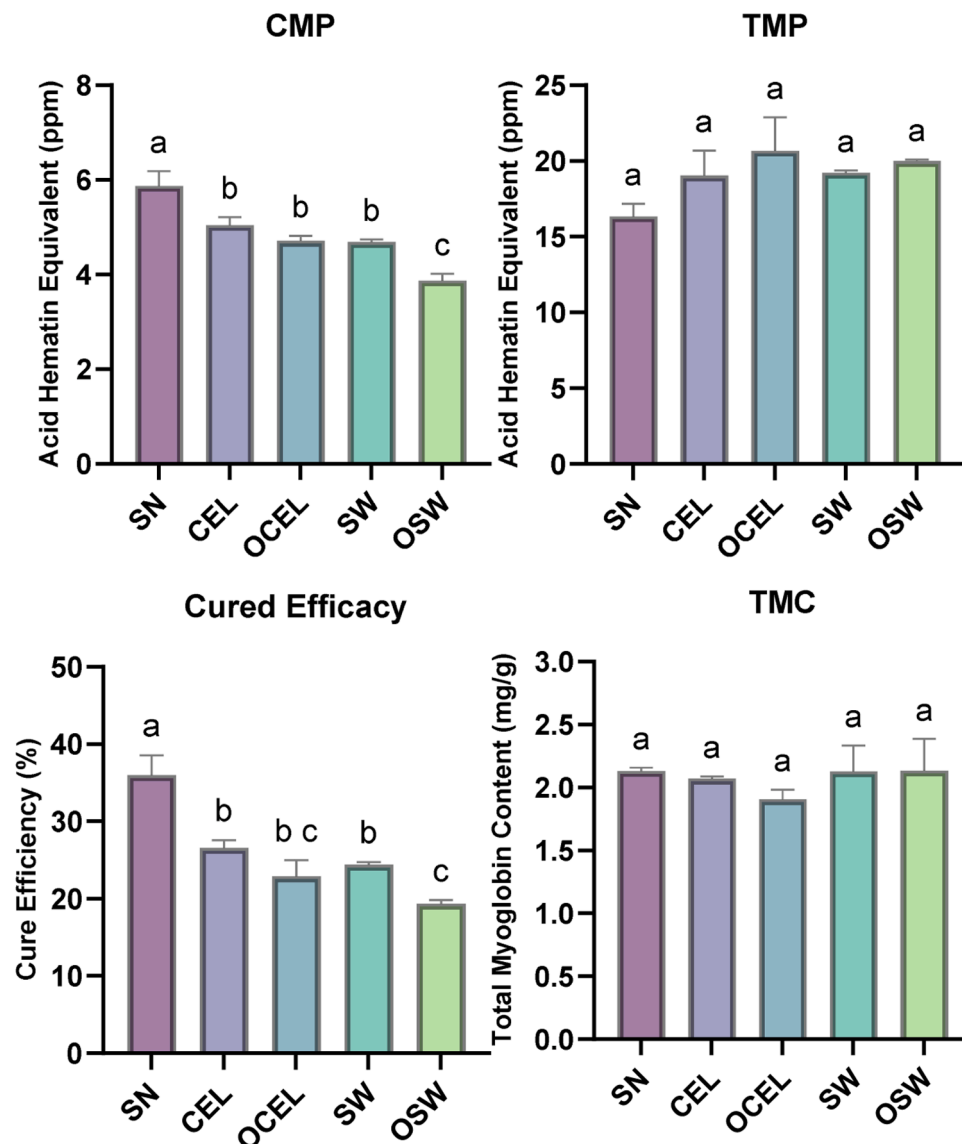 CMP
Acid Hematin Equivalent (ppm)
8
6
4
2
0
a
b
b
b
c
SN
CEL
OCEL
SW
OSW
TMP
Acid Hematin Equivalent (ppm)
25
20
15
10
5
0
a
a
a
a
a
SN
CEL
OCEL
SW
OSW
Cured Efficacy
Cure Efficiency (%)
50
40
30
20
10
0
a
b
b c
b
c
SN
CEL
OCEL
SW
OSW
TMC
Total Myoglobin Content (mg/g)
3.0
2.5
2.0
1.5
1.0
0.5
0.0
a
a
a
a
a
SN
CEL
OCEL
SW
OSW